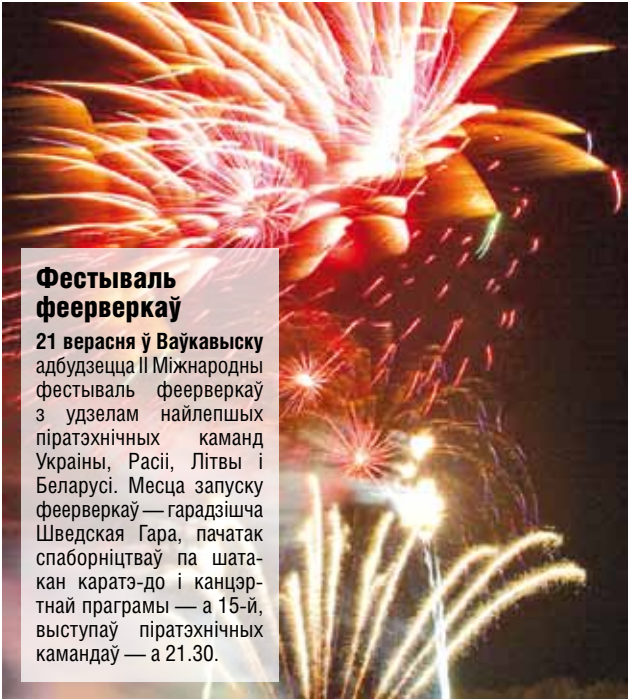 Фестываль
феерверкаў
21 верасня ў Ваўкавыску
адбудзецца II Міжнародны
фестываль феерверкаў
з удзелам найлепшых
піратэхнічных каманд
Украіны, Расіі, Літвы і
Беларусі. Месца запуску
феерверкаў — гарадзішча
Шведская Гара, пачатак
спаборніцтваў па шата-
кан каратэ-до і канцэр-
тнай праграмы — а 15-й,
выступаў піратэхнічных
камандаў — а 21.30.